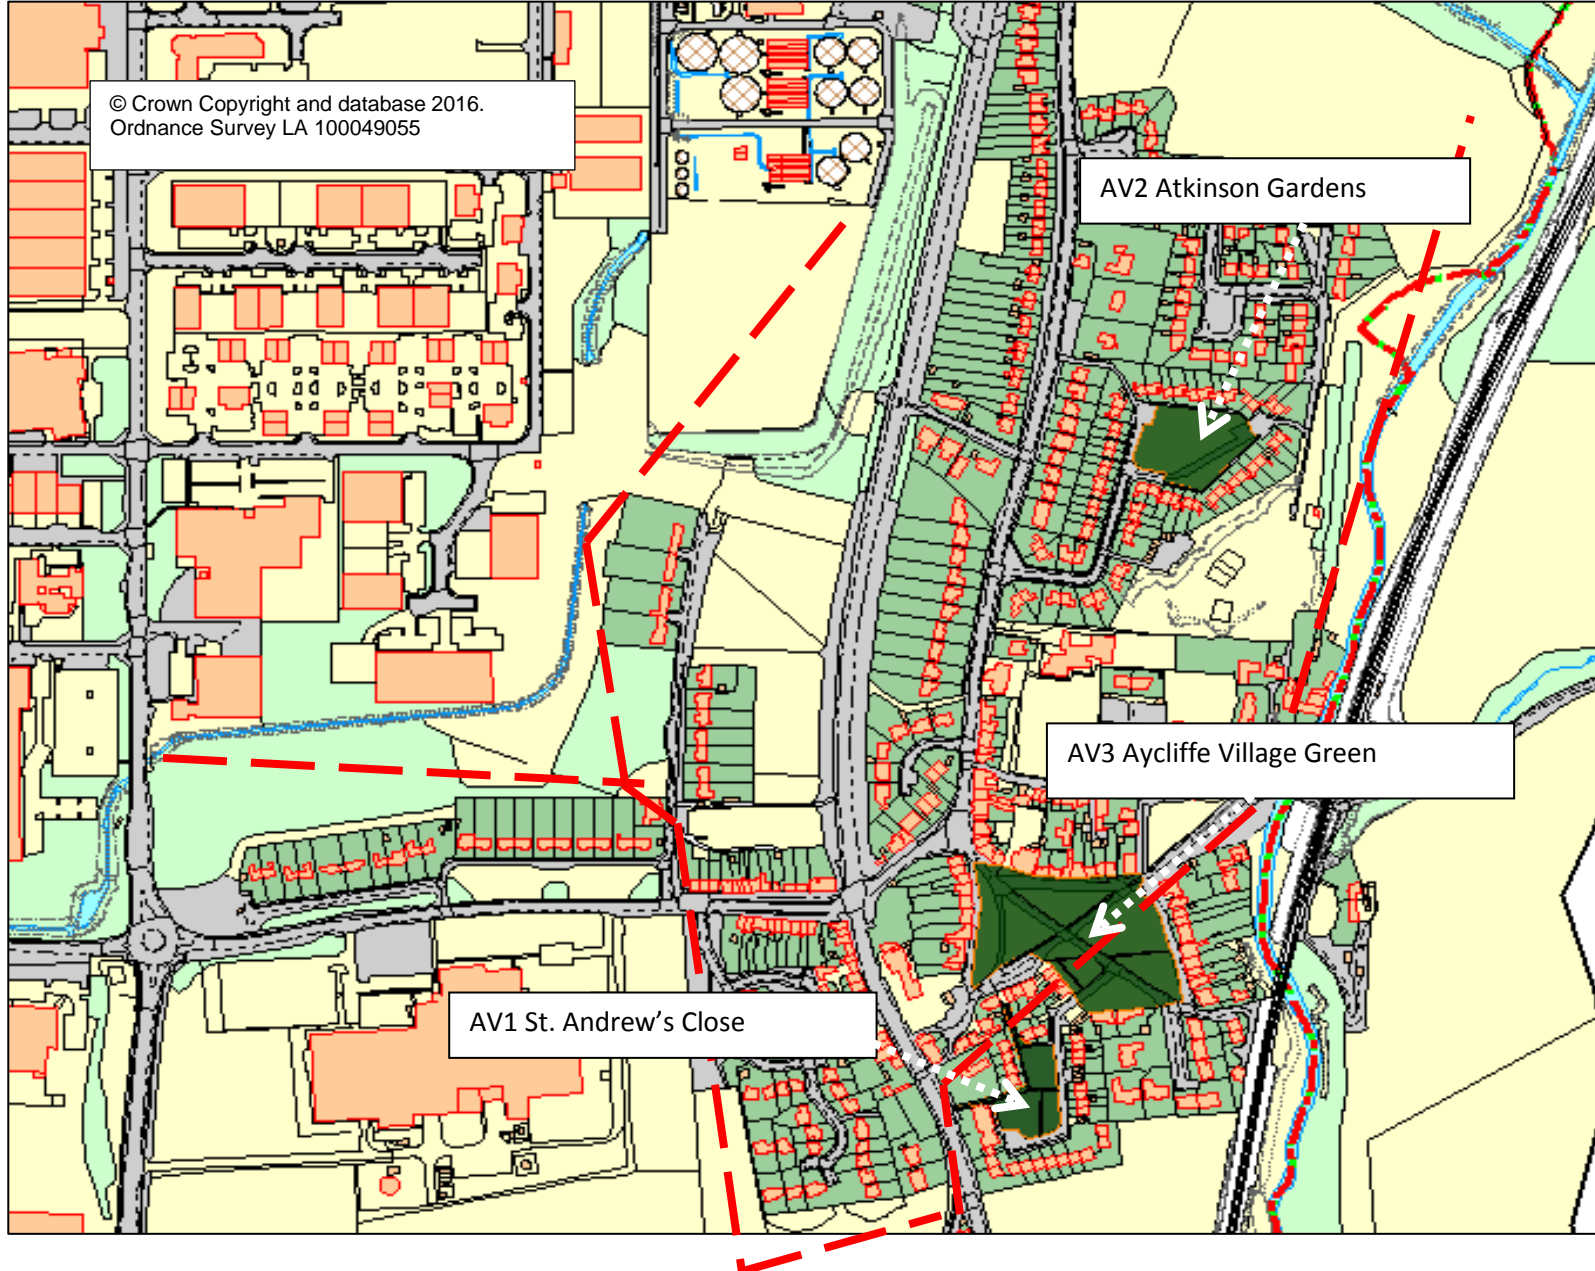 © Crown Copyright and database 2016.
Ordnance Survey LA 100049055
AV2 Atkinson Gardens
AV3 Aycliffe Village Green
AV1 St. Andrew’s Close